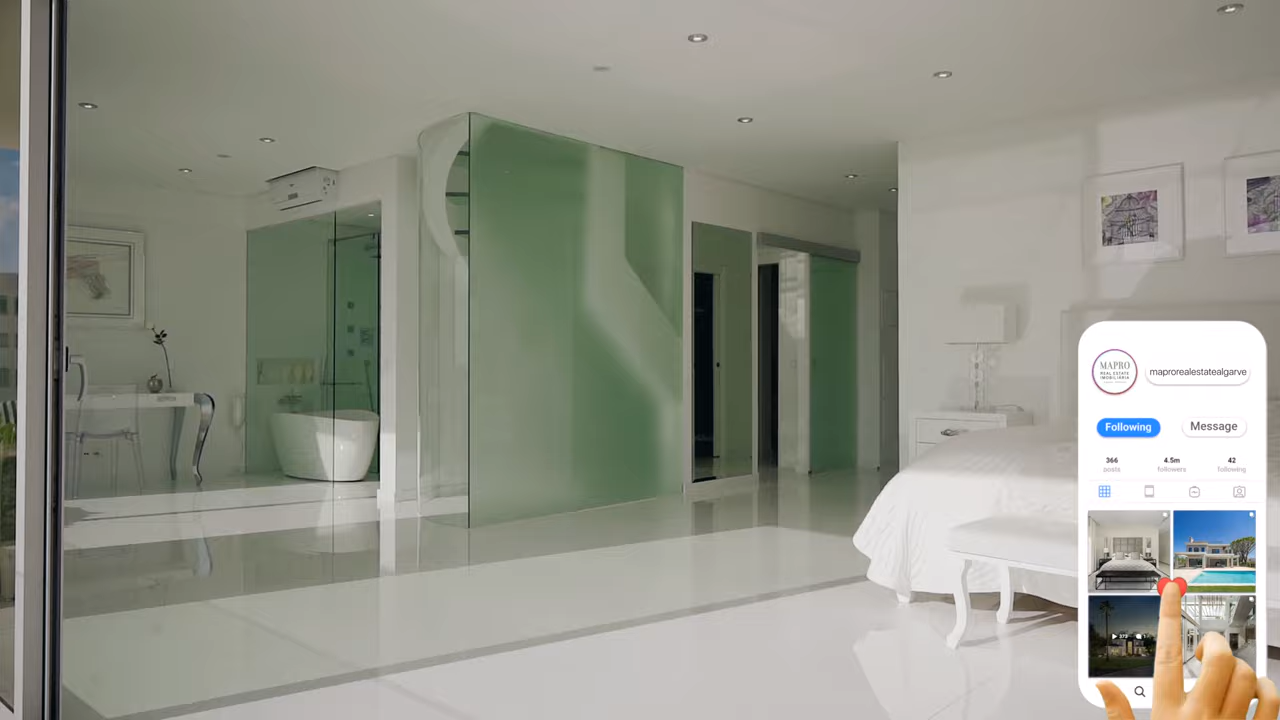 MAPRO
REAL ESTATE
IMOBILIÁRIA
maprorealestatealgarve
Following
Message
366
4.5m
42
posts
followers
following